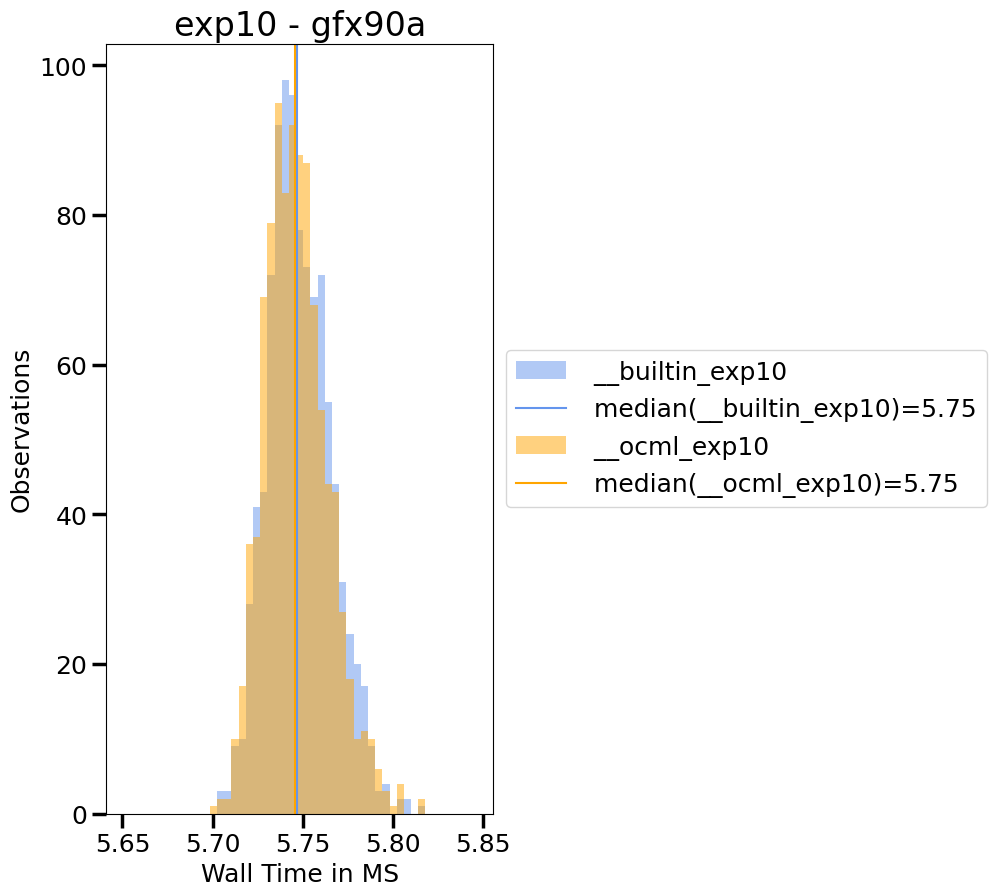 exp10 - gfx90a
100
80
60
40
20
0
Observations
5.65 5.70 5.75 5.80 5.85
Wall Time in MS
__builtin_exp10
median(__builtin_exp10)=5.75
__ocml_exp10
median(__ocml_exp10)=5.75